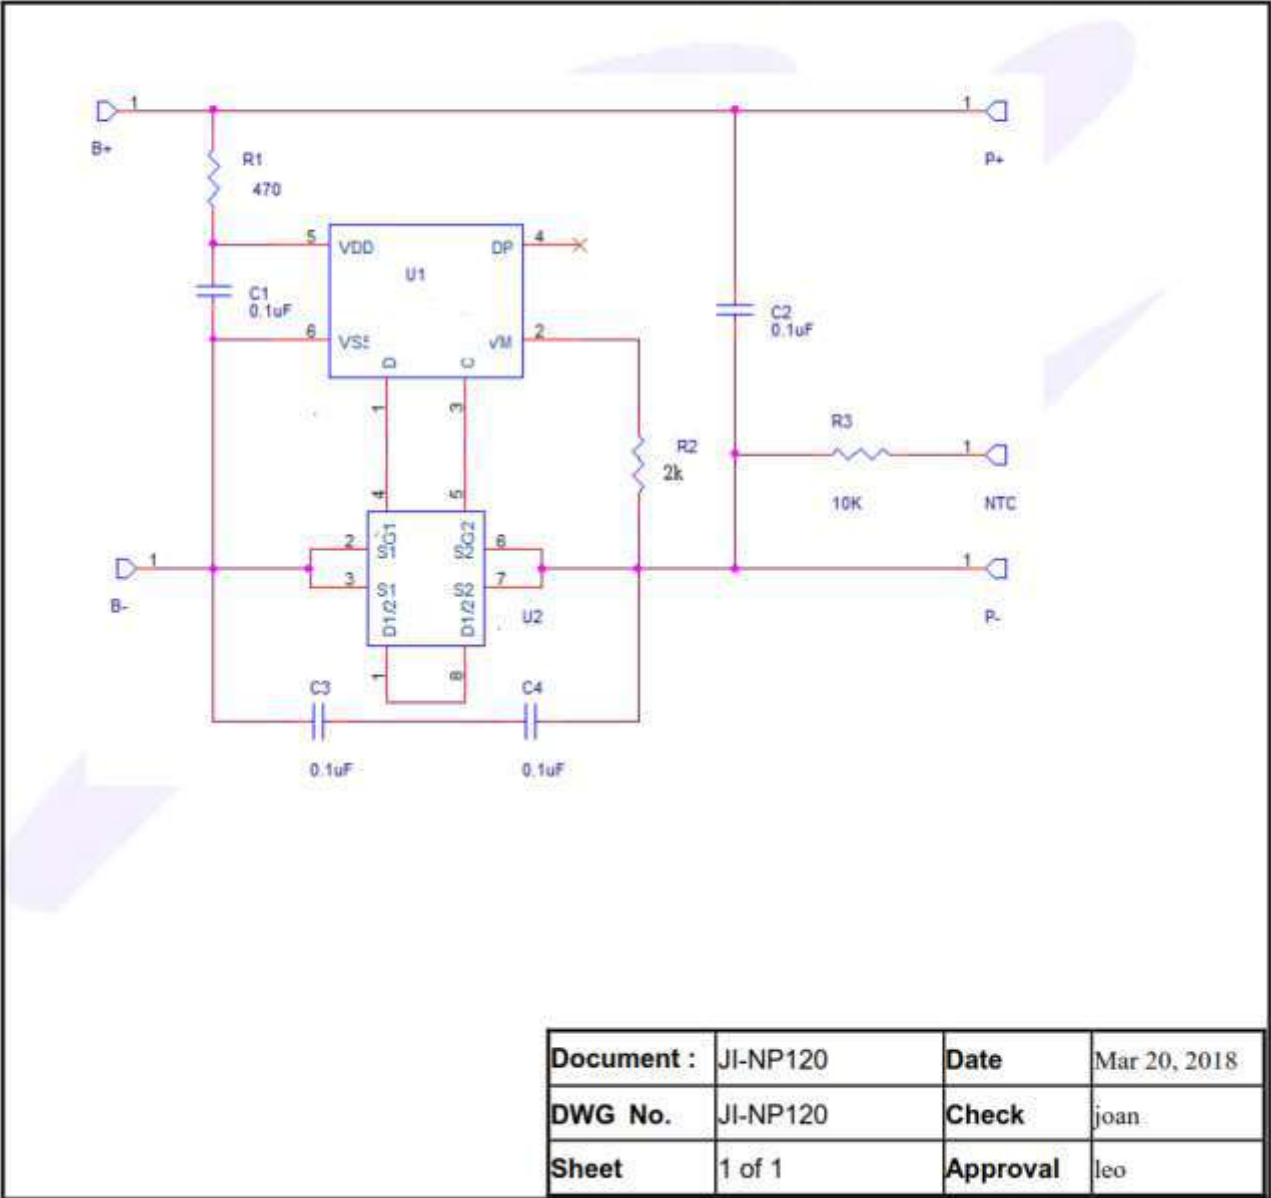 1
1
B+
P+
R1
470
5
VDD
DP
4
U1
C1
0.1uF
C2
0.1uF
6
VSS
VM
2
D
C
1
3
R3
R2
1
2k
4
5
10K
NTC
G1
G2
2
S1
S2
6
1
1
3
S1
S2
7
B-
D1/2
D1/2
U2
P-
1
8
C3
C4
0.1uF
0.1uF
Document : JI-NP120 Date Mar 20, 2018
DWG No. JI-NP120 Check joan
Sheet 1 of 1 Approval leo